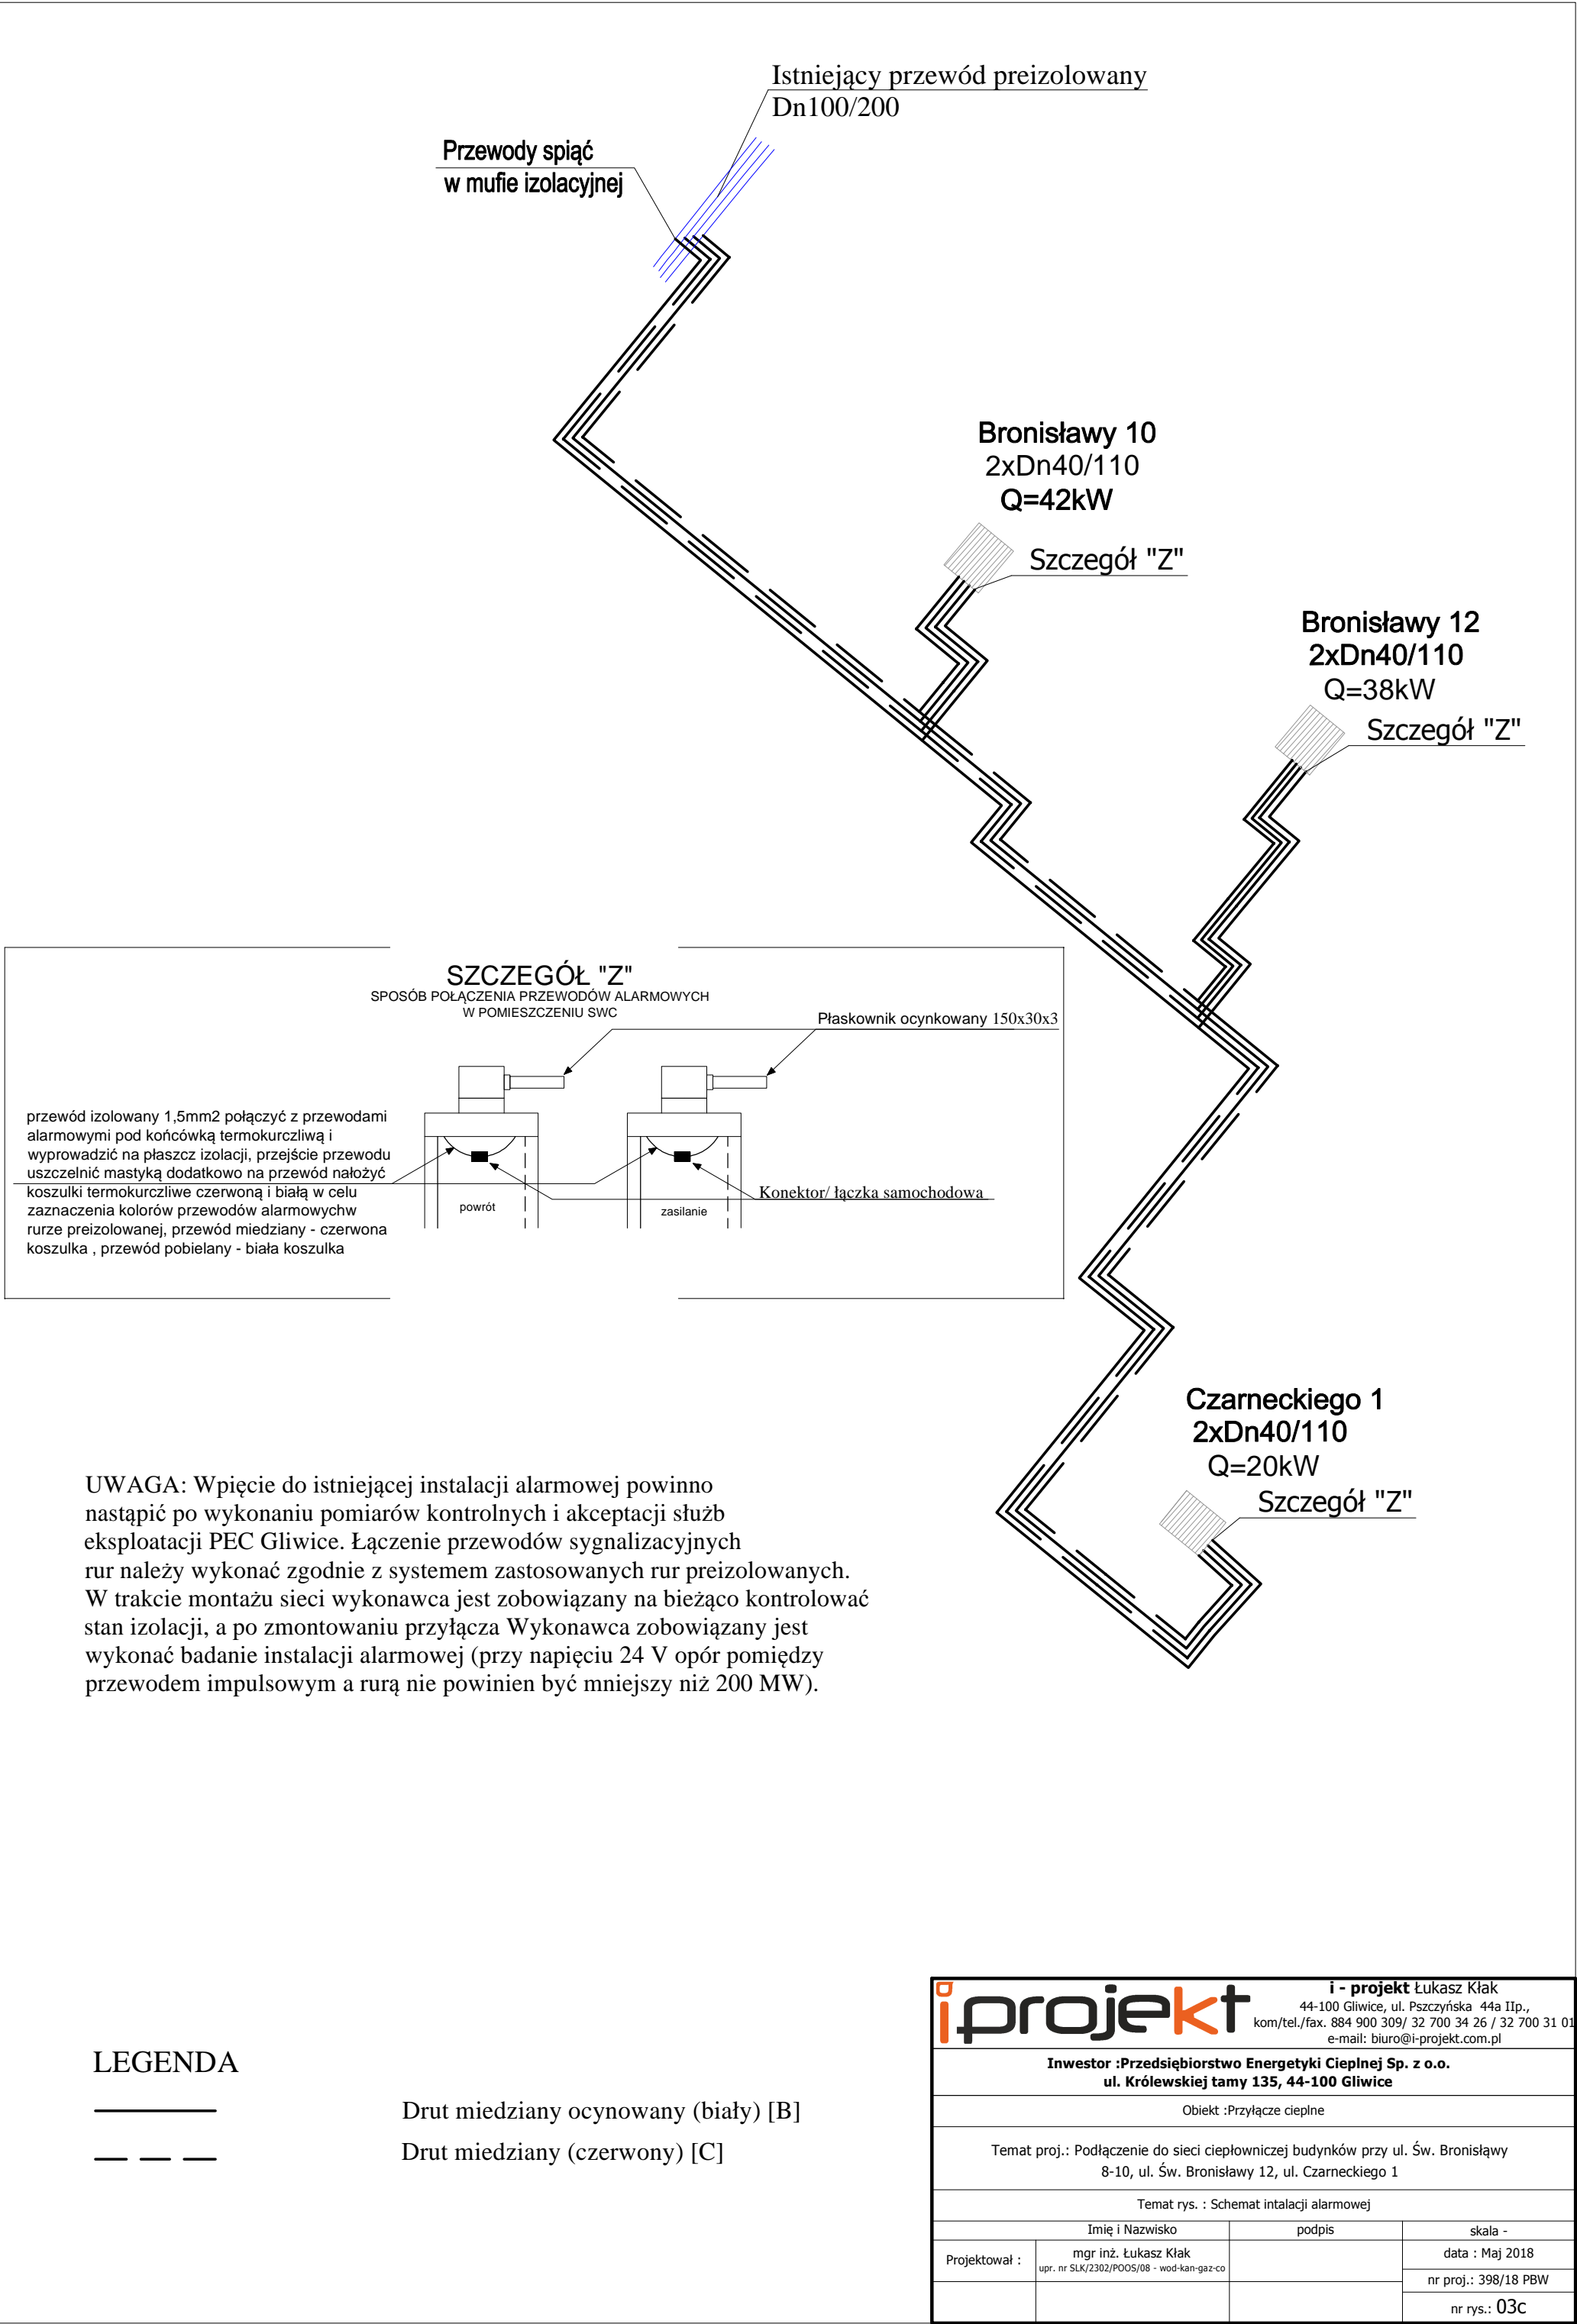 Istniejący przewód preizolowany
Dn100/200
Przewody spiąć
w mufie izolacyjnej
Bronisławy 10
2xDn40/110
Q=42kW
Szczegół "Z"
Bronisławy 12
2xDn40/110
Q=38kW
Szczegół "Z"
SZCZEGÓŁ "Z"
SPOSÓB POŁĄCZENIA PRZEWODÓW ALARMOWYCH
W POMIESZCZENIU SWC
Płaskownik ocynkowany 150x30x3
przewód izolowany 1,5mm2 połączyć z przewodami
alarmowymi pod końcówką termokurczliwą i
wyprowadzić na płaszcz izolacji, przejście przewodu
uszczelnić mastyką dodatkowo na przewód nałożyć
koszulki termokurczliwe czerwoną i białą w celu
zaznaczenia kolorów przewodów alarmowychw
rurze preizolowanej, przewód miedziany - czerwona
koszulka , przewód pobielany - biała koszulka
powrót
zasilanie
Konektor/ łączka samochodowa
Czarneckiego 1
2xDn40/110
Q=20kW
Szczegół "Z"
UWAGA: Wpięcie do istniejącej instalacji alarmowej powinno
nastąpić po wykonaniu pomiarów kontrolnych i akceptacji służb
eksploatacji PEC Gliwice. Łączenie przewodów sygnalizacyjnych
rur należy wykonać zgodnie z systemem zastosowanych rur preizolowanych.
W trakcie montażu sieci wykonawca jest zobowiązany na bieżąco kontrolować
stan izolacji, a po zmontowaniu przyłącza Wykonawca zobowiązany jest
wykonać badanie instalacji alarmowej (przy napięciu 24 V opór pomiędzy
przewodem impulsowym a rurą nie powinien być mniejszy niż 200 MW).
LEGENDA
Drut miedziany ocynowany (biały) [B]
Drut miedziany (czerwony) [C]
iprojekt
i - projekt Łukasz Kłak
44-100 Gliwice, ul. Pszczyńska 44a IIp.,
kom/tel./fax. 884 900 309/ 32 700 34 26 / 32 700 31 01
e-mail: biuro@i-projekt.com.pl
Inwestor :Przedsiębiorstwo Energetyki Cieplnej Sp. z o.o.
ul. Królewskiej tamy 135, 44-100 Gliwice
Obiekt :Przyłącze cieplne
Temat proj.: Podłączenie do sieci ciepłowniczej budynków przy ul. Św. Bronisłąwy
8-10, ul. Św. Bronisławy 12, ul. Czarneckiego 1
Temat rys. : Schemat intalacji alarmowej
Imię i Nazwisko
podpis
skala -
Projektował :
mgr inż. Łukasz Kłak
upr. nr SLK/2302/POOS/08 - wod-kan-gaz-co
data : Maj 2018
nr proj.: 398/18 PBW
nr rys.: 03c